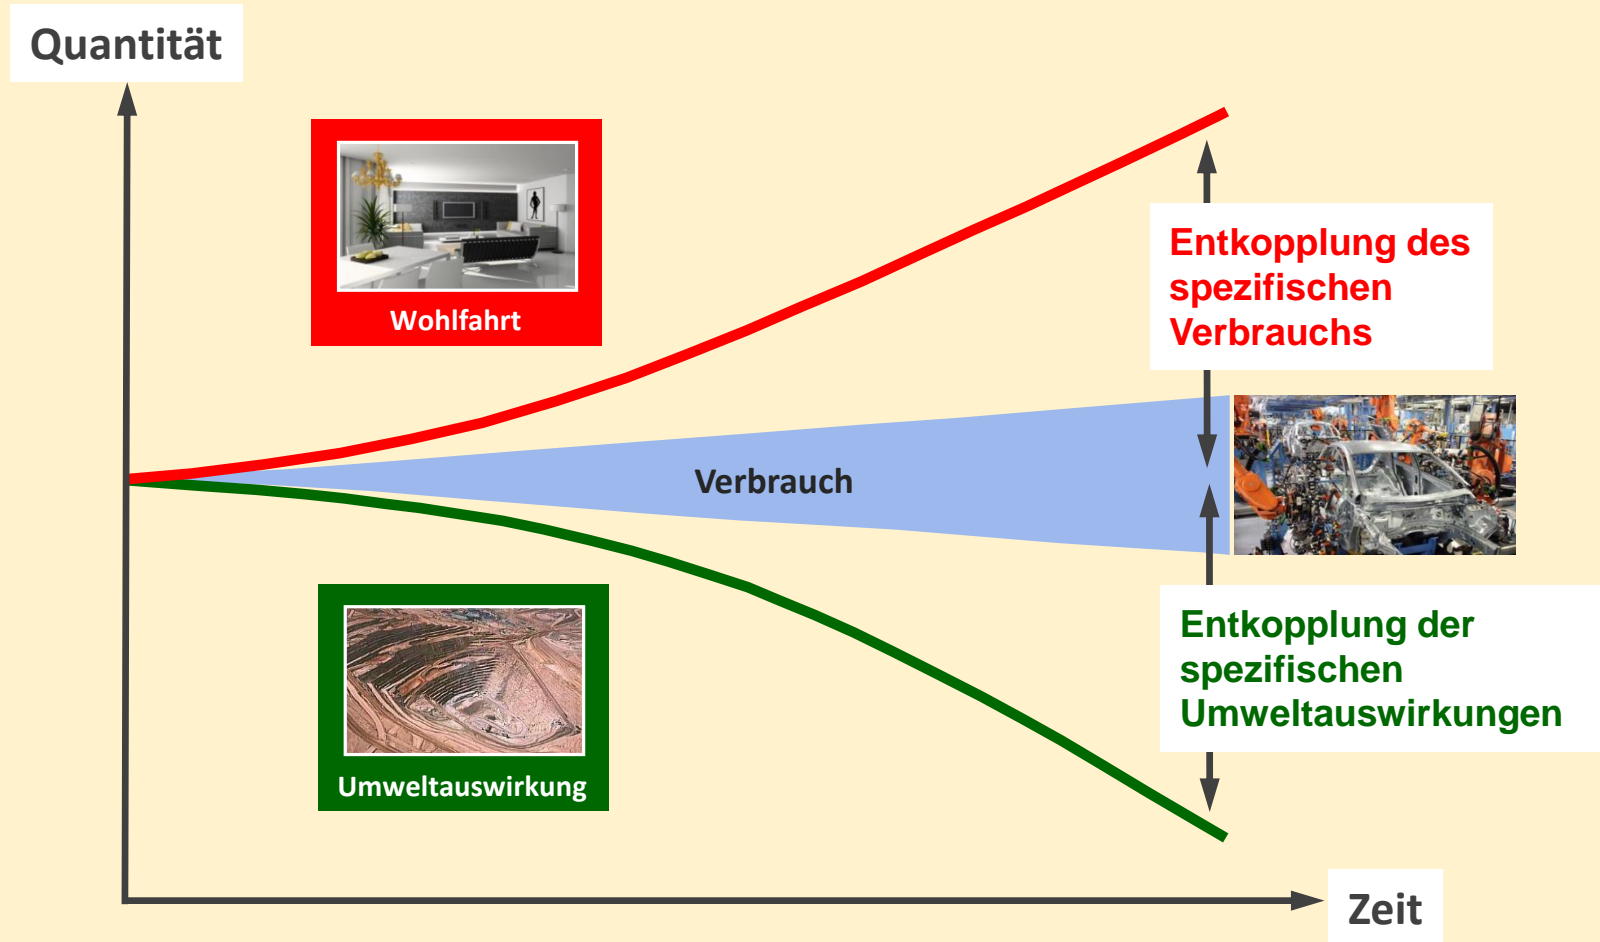 Quantität
Wohlfahrt
Entkopplung des
spezifischen
Verbrauchs
Verbrauch
Entkopplung der
spezifischen
Umweltauswirkungen
Umweltauswirkung
Zeit